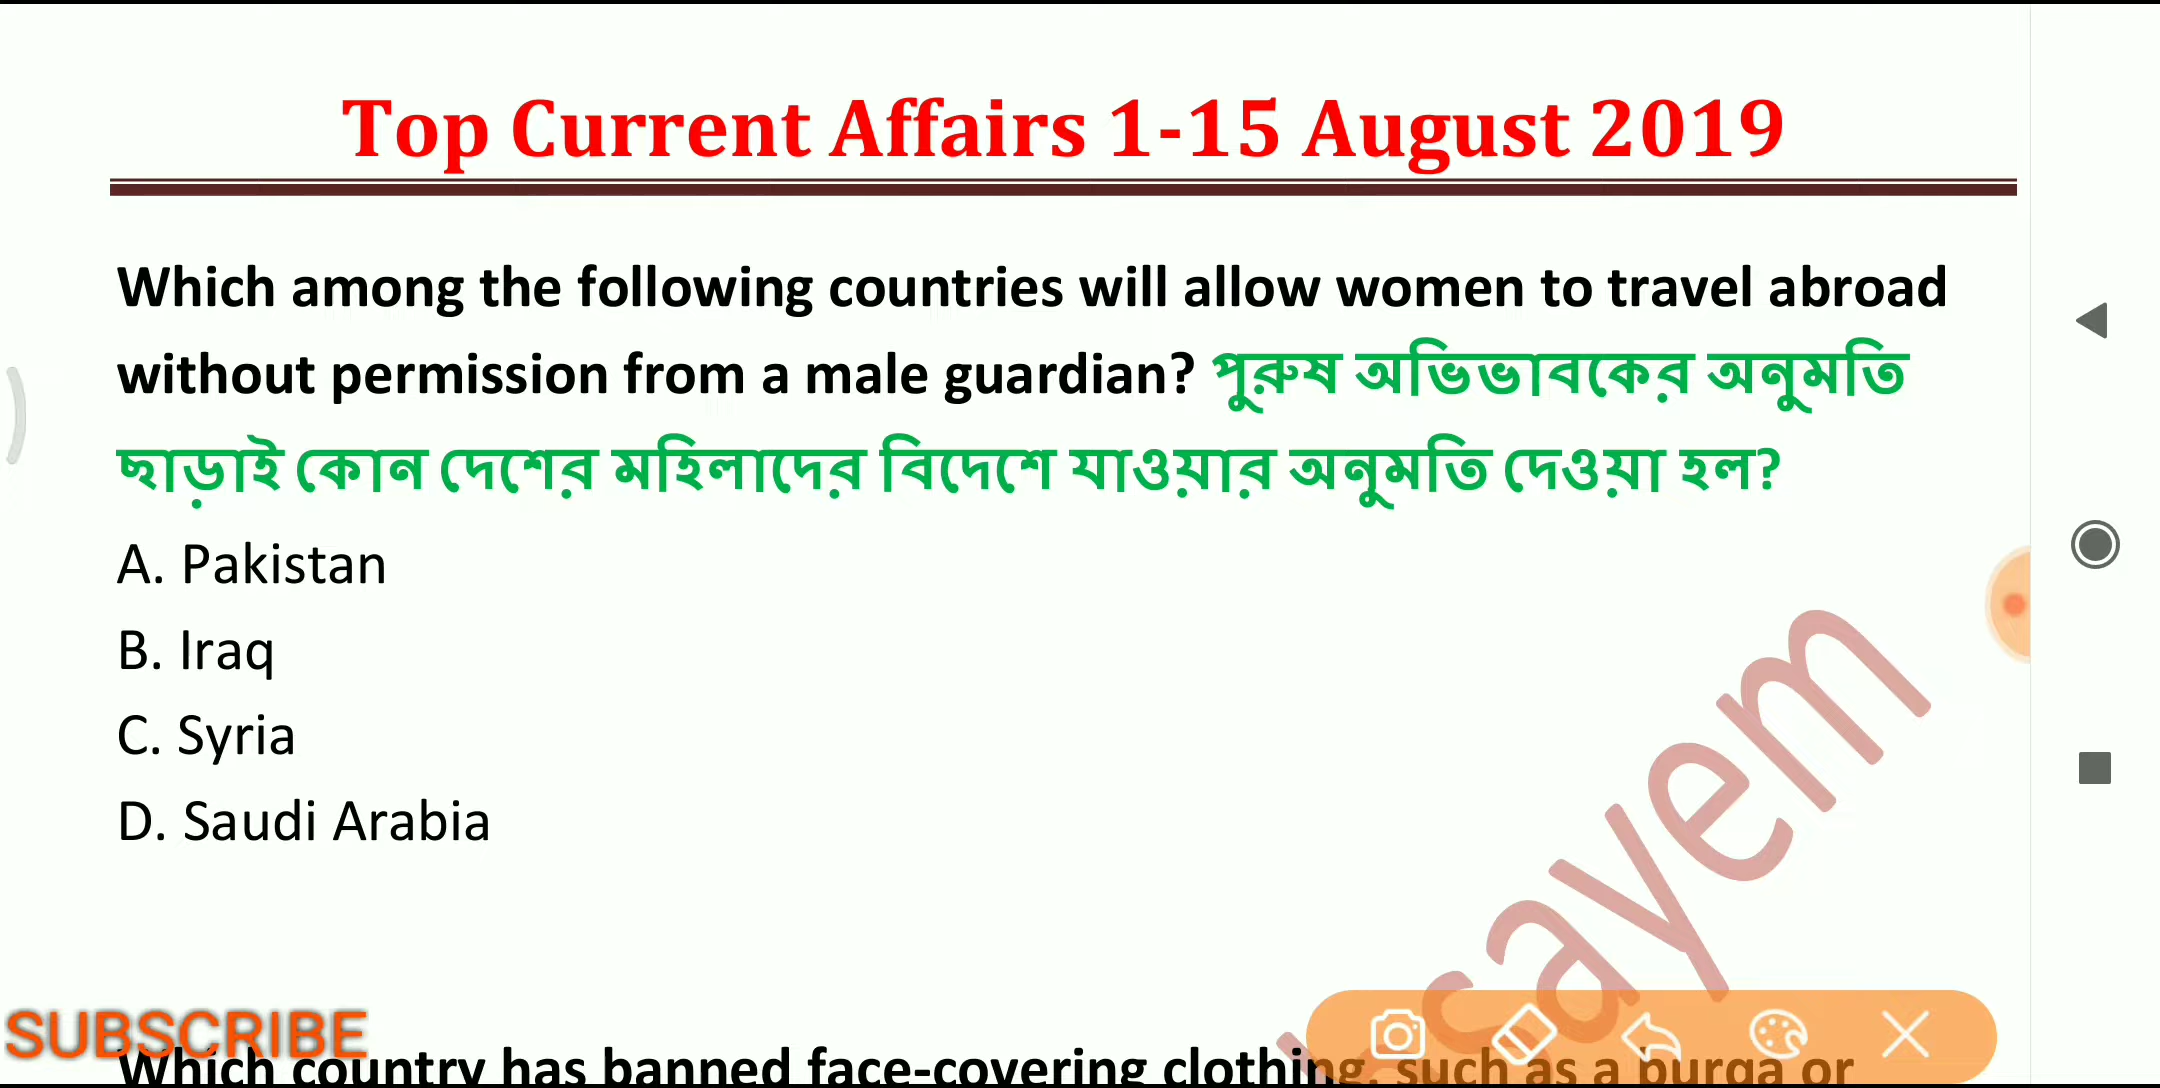 Top Current Affairs 1-15 August 2019
Which among the following countries will allow women to travel abroad
without permission from a male guardian? পুরুষ অভিভাবকের অনুমতি
ছাড়াই কোন দেশের মহিলাদের বিদেশে যাওয়ার অনুমতি দেওয়া হল?
A. Pakistan
B. Iraq
C. Syria
D. Saudi Arabia
sayem
SUBSCRIBE
Which country has banned face-covering clothing, such as a burqa or